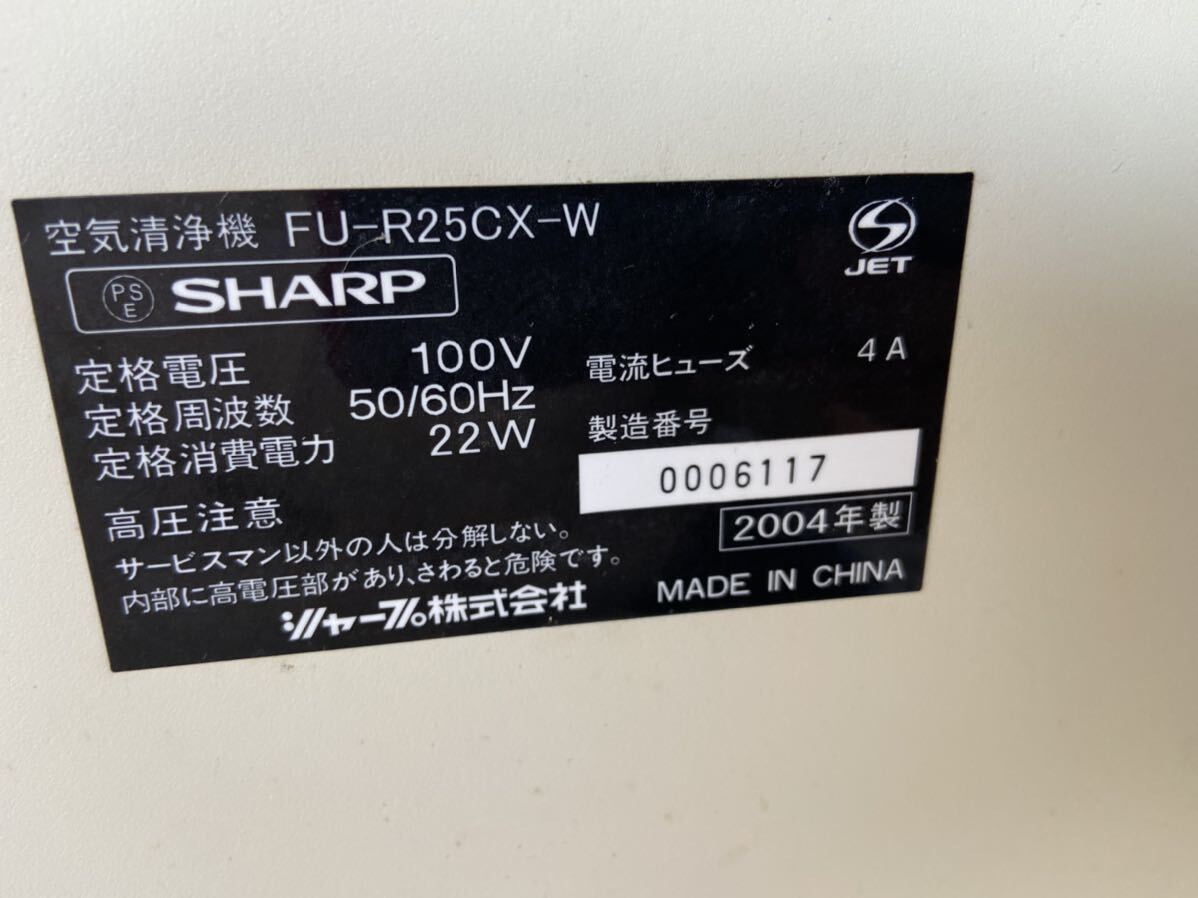 空気清浄機 FU-R25CX-W
JET
PSE SHARP
定格電圧 100V
定格周波数 50/60Hz
定格消費電力 22W
電流ヒューズ 4A
製造番号
0006117
2004年製
高圧注意
サービスマン以外の人は分解しない。
内部に高電圧部があり、さわると危険です。
シャープ株式会社
MADE IN CHINA